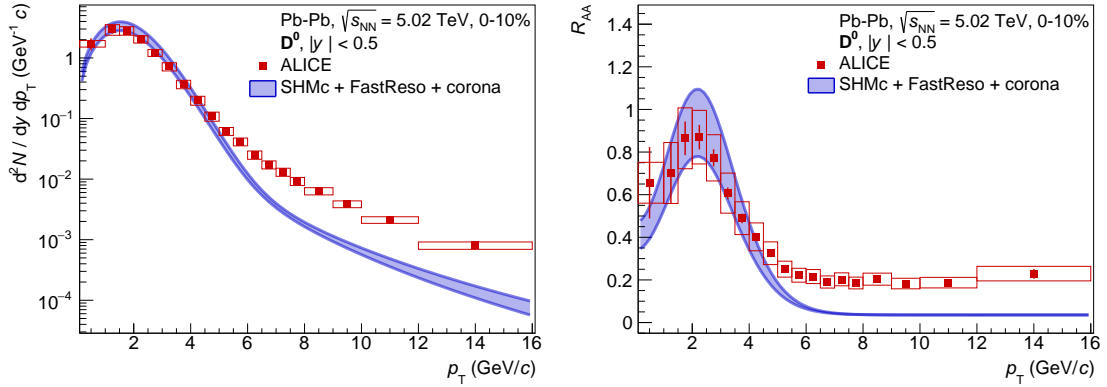 Pb-Pb, √s_NN = 5.02 TeV, 0-10%
D⁰, |y| < 0.5
ALICE
SHMc + FastReso + corona
d²N / dy dp_T (GeV⁻¹ c)
1
10⁻¹
10⁻²
10⁻³
10⁻⁴
0 2 4 6 8 10 12 14 16
p_T (GeV/c)
Pb-Pb, √s_NN = 5.02 TeV, 0-10%
D⁰, |y| < 0.5
ALICE
SHMc + FastReso + corona
R_AA
1.4
1.2
1
0.8
0.6
0.4
0.2
0
2 4 6 8 10 12 14 16
p_T (GeV/c)